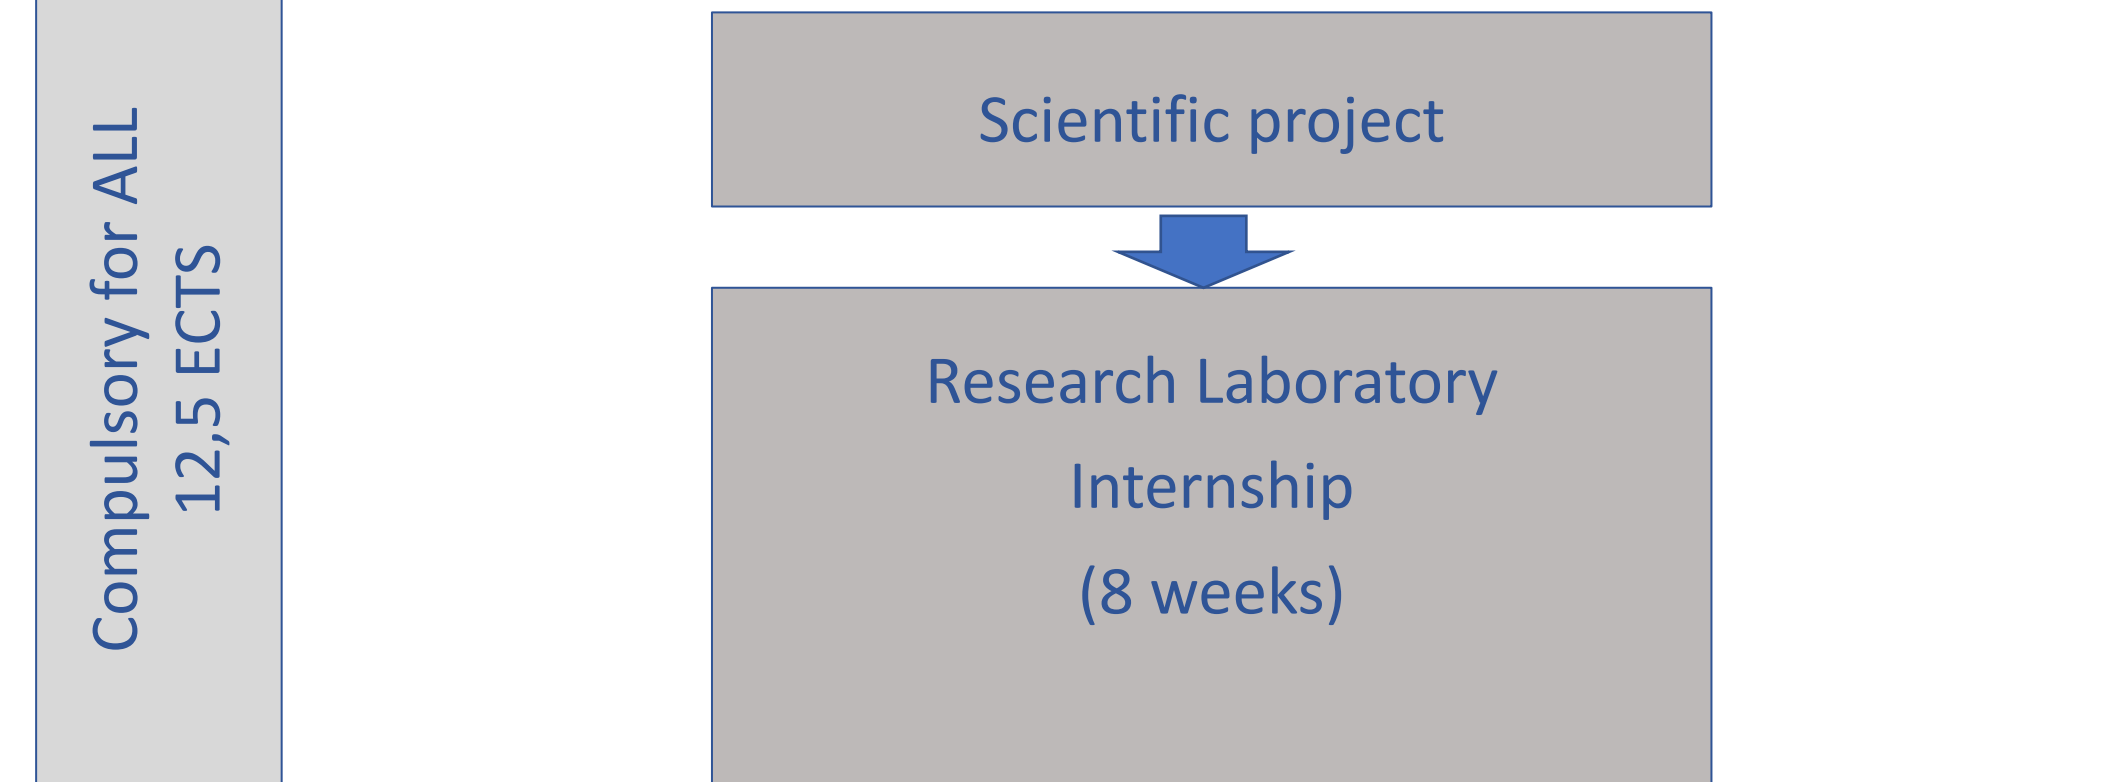 Compulsory for ALL
12,5 ECTS
Scientific project
Research Laboratory
Internship
(8 weeks)